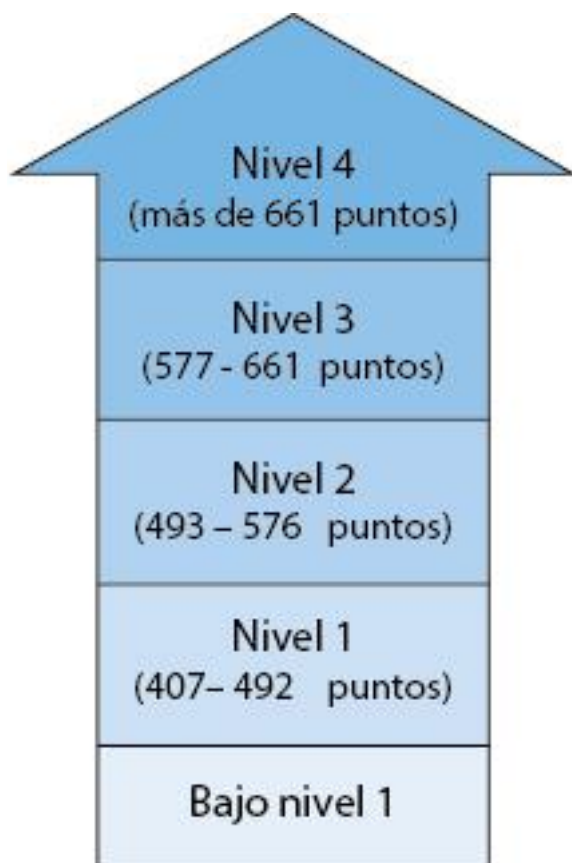 Nivel 4
(más de 661 puntos)
Nivel 3
(577 - 661 puntos)
Nivel 2
(493 – 576 puntos)
Nivel 1
(407– 492 puntos)
Bajo nivel 1